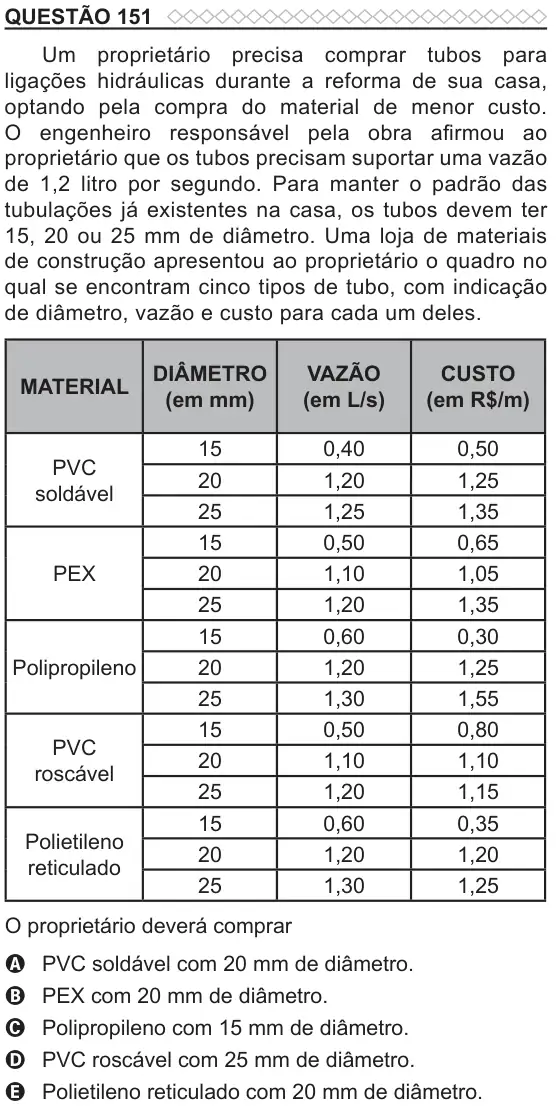 QUESTÃO 151
Um proprietário precisa comprar tubos para
ligações hidráulicas durante a reforma de sua casa,
optando pela compra do material de menor custo.
O engenheiro responsável pela obra afirmou ao
proprietário que os tubos precisam suportar uma vazão
de 1,2 litro por segundo. Para manter o padrão das
tubulações já existentes na casa, os tubos devem ter
15, 20 ou 25 mm de diâmetro. Uma loja de materiais
de construção apresentou ao proprietário o quadro no
qual se encontram cinco tipos de tubo, com indicação
de diâmetro, vazão e custo para cada um deles.
MATERIAL DIÂMETRO (em mm) VAZÃO (em L/s) CUSTO (em R$/m)
PVC soldável 15 0,40 0,50
20 1,20 1,25
25 1,25 1,35
PEX 15 0,50 0,65
20 1,10 1,05
25 1,20 1,35
Polipropileno 15 0,60 0,30
20 1,20 1,25
25 1,30 1,55
PVC roscável 15 0,50 0,80
20 1,10 1,10
25 1,20 1,15
Polietileno reticulado 15 0,60 0,35
20 1,20 1,20
25 1,30 1,25
O proprietário deverá comprar
A PVC soldável com 20 mm de diâmetro.
B PEX com 20 mm de diâmetro.
C Polipropileno com 15 mm de diâmetro.
D PVC roscável com 25 mm de diâmetro.
E Polietileno reticulado com 20 mm de diâmetro.